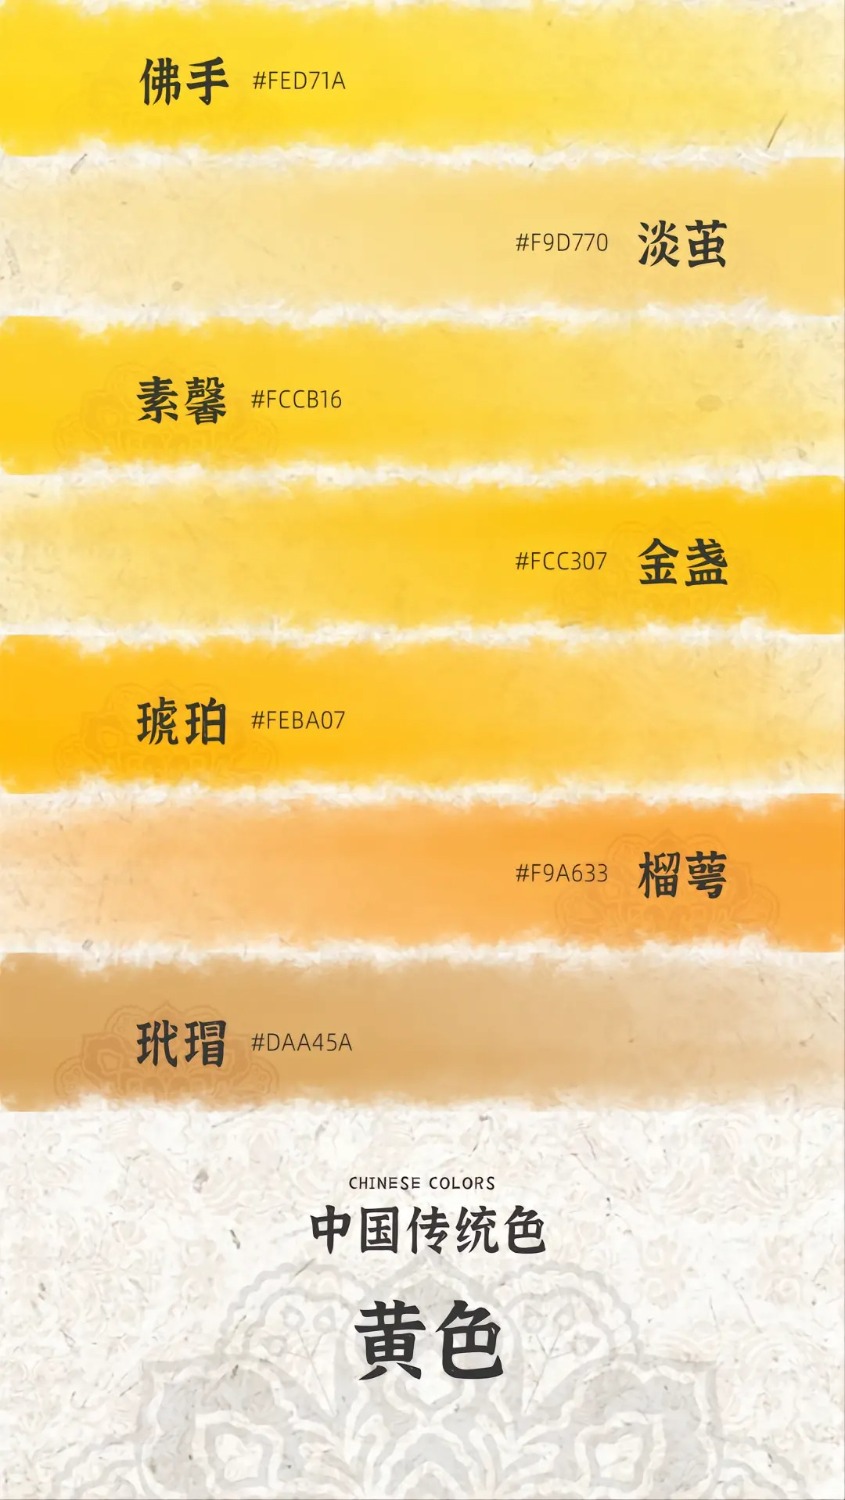 佛手 #FED71A
#F9D770 淡茧
素馨 #FCCB16
#FCC307 金盏
琥珀 #FEBA07
#F9A633 榴萼
玳瑁 #DAA45A
CHINESE COLORS
中国传统色
黄色